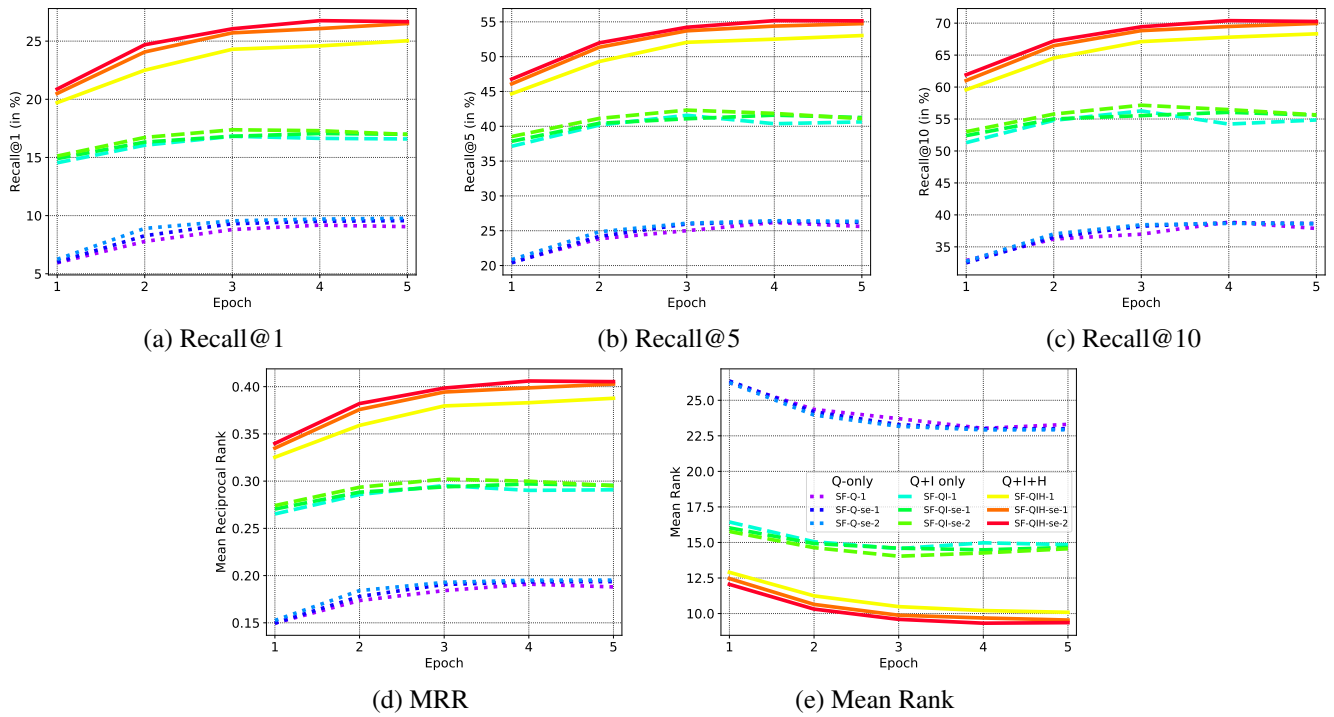 25
20
15
10
5
Recall@1 (in %)
1 2 3 4 5
Epoch
(a) Recall@1
55
50
45
40
35
30
25
20
Recall@5 (in %)
1 2 3 4 5
Epoch
(b) Recall@5
70
65
60
55
50
45
40
35
Recall@10 (in %)
1 2 3 4 5
Epoch
(c) Recall@10
0.40
0.35
0.30
0.25
0.20
0.15
Mean Reciprocal Rank
1 2 3 4 5
Epoch
(d) MRR
25.0
22.5
20.0
17.5
15.0
12.5
10.0
Mean Rank
Q-only Q+I only Q+I+H
SF-Q-1 SF-QI-1 SF-QIH-1
SF-Q-se-1 SF-QI-se-1 SF-QIH-se-1
SF-Q-se-2 SF-QI-se-2 SF-QIH-se-2
1 2 3 4 5
Epoch
(e) Mean Rank